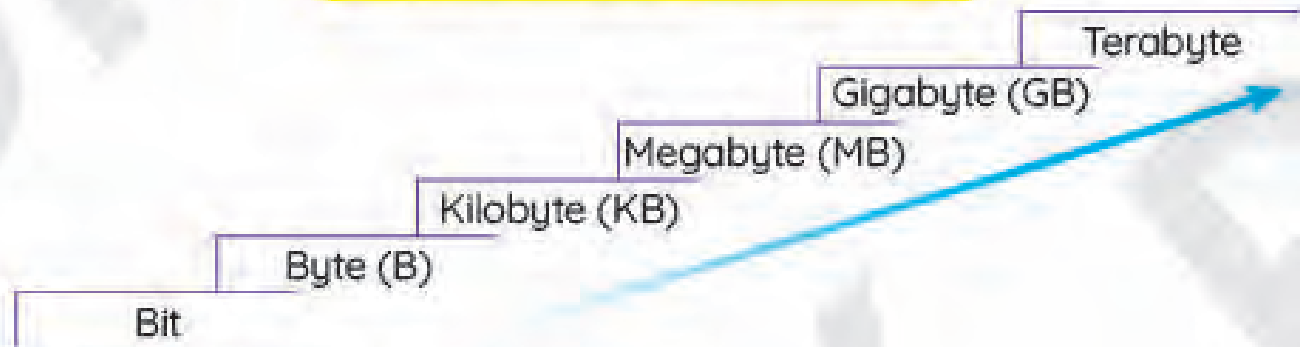 Terabyte
Gigabyte (GB)
Megabyte (MB)
Kilobyte (KB)
Byte (B)
Bit